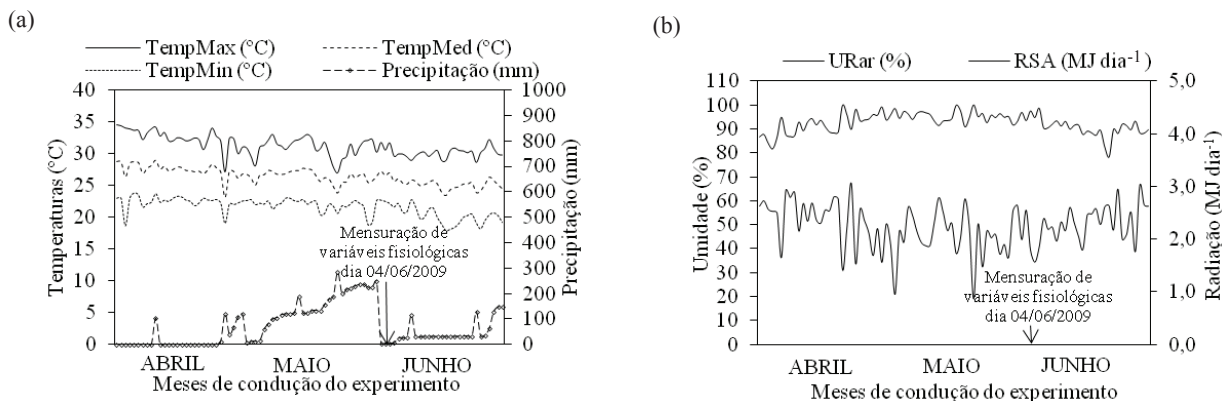 (a)
TempMax (°C) TempMed (°C)
TempMin (°C) Precipitação (mm)
Temperaturas (°C)
40
35
30
25
20
15
10
5
0
Precipitação (mm)
1000
900
800
700
600
500
400
300
200
100
0
Mensuração de
variáveis fisiológicas
dia 04/06/2009
ABRIL MAIO JUNHO
Meses de condução do experimento
(b)
URar (%) RSA (MJ dia-1)
Umidade (%)
110
100
90
80
70
60
50
40
30
20
10
0
Radiação (MJ dia-1)
5,0
4,0
3,0
2,0
1,0
0,0
Mensuração de
variáveis fisiológicas
dia 04/06/2009
ABRIL MAIO JUNHO
Meses de condução do experimento